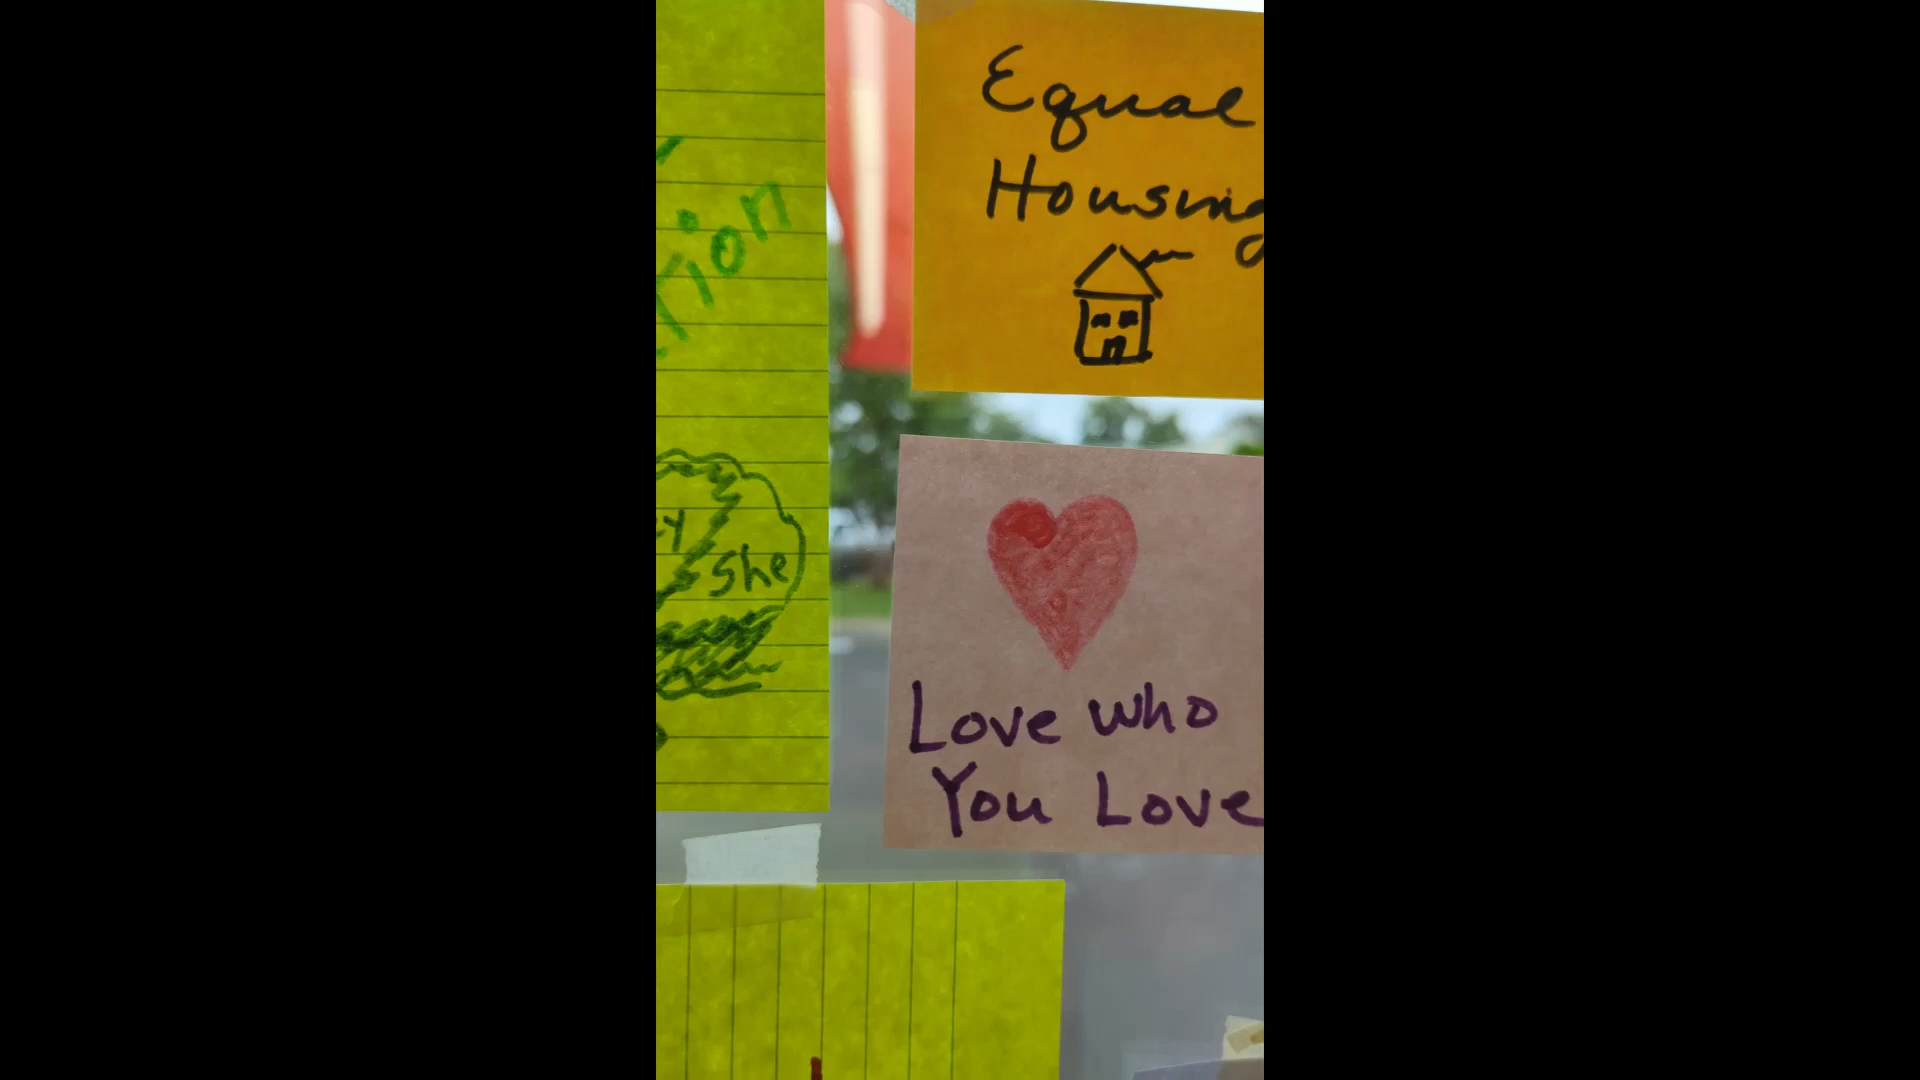 Equal
Housing
tion
y She
Love who
You Love